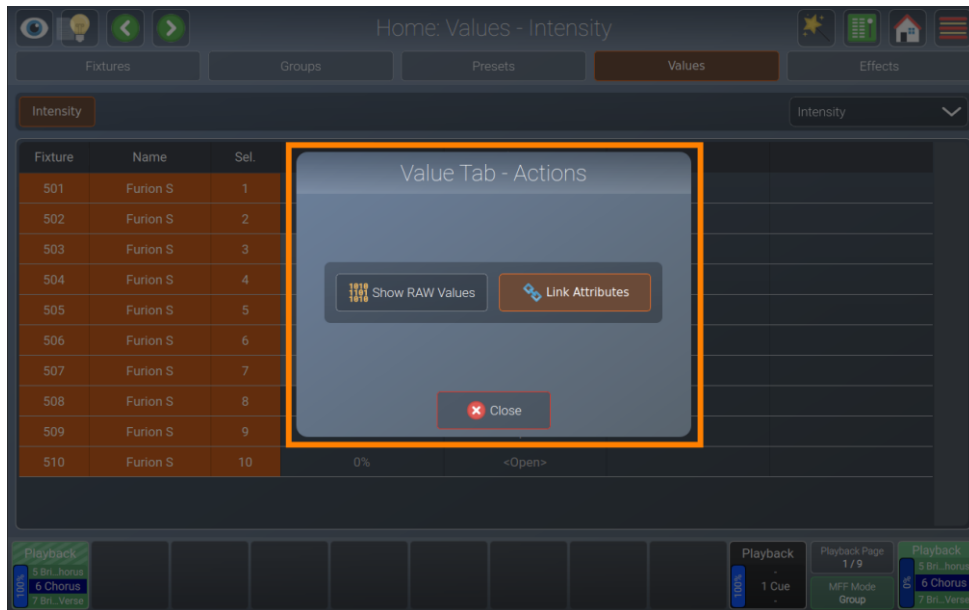 Home: Values - Intensity
Fixtures Groups Presets Values Effects
Intensity Intensity
Fixture Name Sel.
501 Furion S 1
502 Furion S 2
503 Furion S 3
504 Furion S 4
505 Furion S 5
506 Furion S 6
507 Furion S 7
508 Furion S 8
509 Furion S 9
510 Furion S 10 0% <Open>
Value Tab - Actions
1010
1101
1010
Show RAW Values Link Attributes
Close
Playback
100%
5 Bri...horus
6 Chorus
7 Bri...Verse
Playback
100%
-
1 Cue
-
Playback Page
1 / 9
MFF Mode
Group
Playback
0%
5 Bri...horus
6 Chorus
7 Bri...Verse